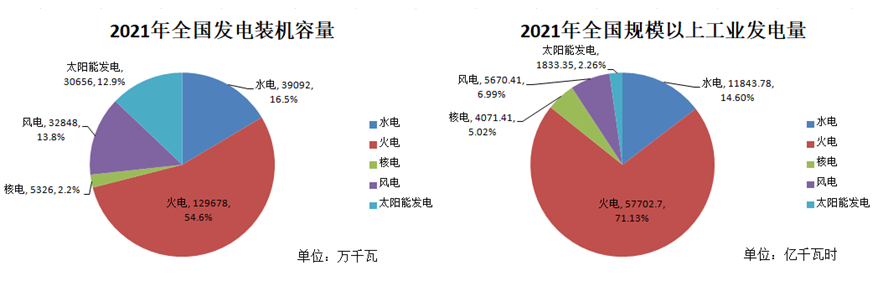 2021年全国发电装机容量
太阳能发电,
30656, 12.9%
水电, 39092,
16.5%
风电, 32848,
13.8%
核电, 5326, 2.2%
火电, 129678,
54.6%
水电
火电
核电
风电
太阳能发电
单位：万千瓦
2021年全国规模以上工业发电量
太阳能发电,
1833.35, 2.26%
风电, 5670.41,
6.99%
水电, 11843.78,
14.60%
核电, 4071.41,
5.02%
火电, 57702.7,
71.13%
水电
火电
核电
风电
太阳能发电
单位：亿千瓦时